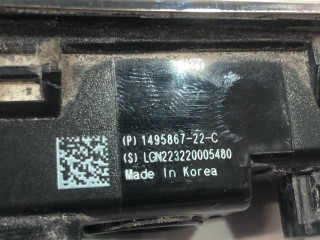 (P) 1495867-22-C
(S) LGN223220005480
Made In Korea